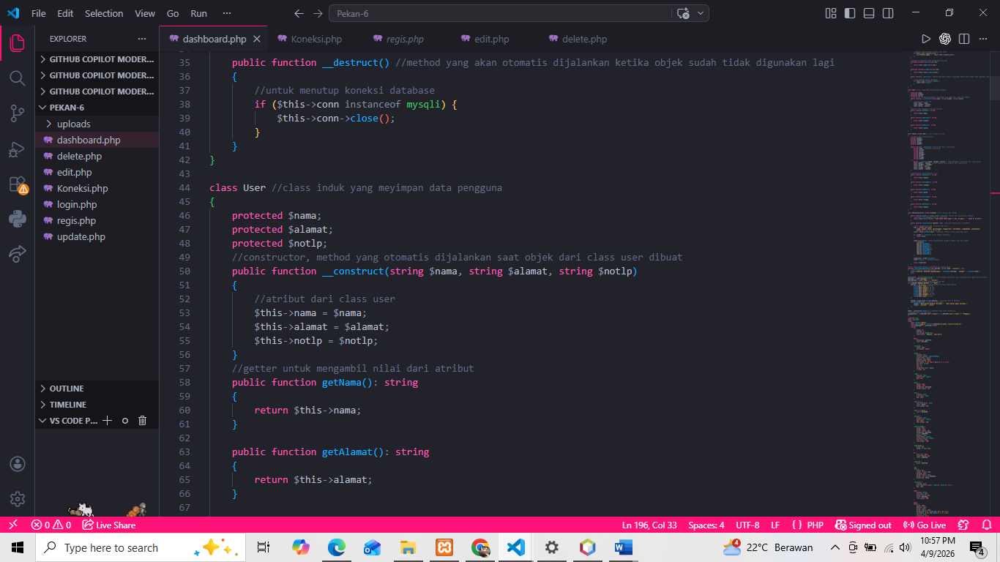 File Edit Selection View Go Run ···
Pekan-6
EXPLORER ···
GITHUB COPILOT MODER...
GITHUB COPILOT MODER...
GITHUB COPILOT MODER...
PEKAN-6
uploads
dashboard.php
delete.php
edit.php
Koneksi.php
login.php
regis.php
update.php
OUTLINE
TIMELINE
VS CODE P...
dashboard.php Koneksi.php regis.php edit.php delete.php
35 public function __destruct() //method yang akan otomatis dijalankan ketika objek sudah tidak digunakan lagi
36 {
37 //untuk menutup koneksi database
38 if ($this->conn instanceof mysqli) {
39 $this->conn->close();
40 }
41 }
42 }
43
44 class User //class induk yang meyimpan data pengguna
45 {
46 protected $nama;
47 protected $alamat;
48 protected $notlp;
49 //constructor, method yang otomatis dijalankan saat objek dari class user dibuat
50 public function __construct(string $nama, string $alamat, string $notlp)
51 {
52 //atribut dari class user
53 $this->nama = $nama;
54 $this->alamat = $alamat;
55 $this->notlp = $notlp;
56 }
57 //getter untuk mengambil nilai dari atribut
58 public function getNama(): string
59 {
60 return $this->nama;
61 }
62
63 public function getAlamat(): string
64 {
65 return $this->alamat;
66 }
67
0 0 Live Share Ln 196, Col 33 Spaces: 4 UTF-8 LF { } PHP Signed out Go Live
Type here to search 4 22°C Berawan 10:57 PM
4/9/2026 4